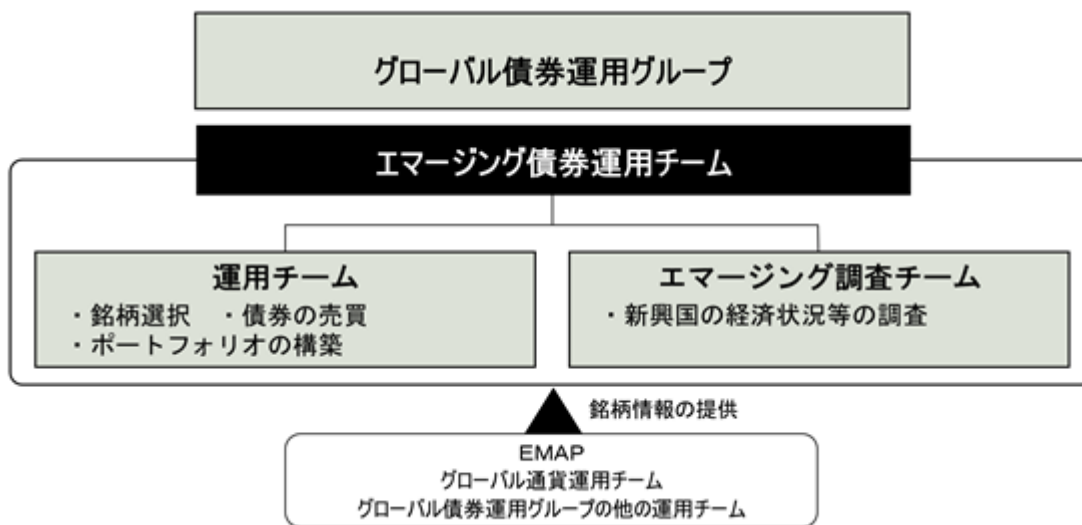 グローバル債券運用グループ
エマージング債券運用チーム
運用チーム
・銘柄選択　・債券の売買
・ポートフォリオの構築
エマージング調査チーム
・新興国の経済状況等の調査
銘柄情報の提供
EMAP
グローバル通貨運用チーム
グローバル債券運用グループの他の運用チーム